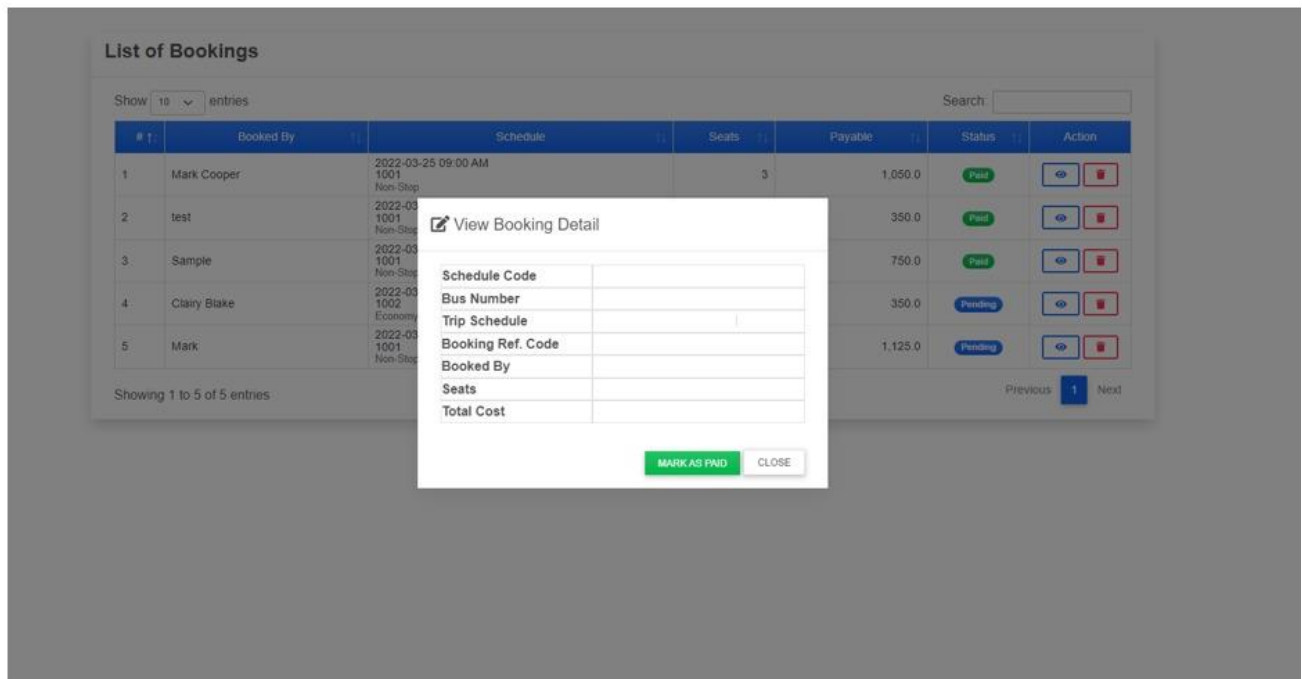 List of Bookings
Show 10 entries
Search:
# Booked By Schedule Seats Payable Status Action
2022-03-25 09:00 AM
1 Mark Cooper 1001 3 1,050.0 Paid
Non-Stop
2022-03
2 test 1001 350.0 Paid
Non-Stop
2022-03
3 Sample 1001 750.0 Paid
Non-Stop
2022-03
4 Clairy Blake 1002 350.0 Pending
Economy
2022-03
5 Mark 1001 1,125.0 Pending
Non-Stop
Showing 1 to 5 of 5 entries
Previous 1 Next
View Booking Detail
Schedule Code
Bus Number
Trip Schedule
Booking Ref. Code
Booked By
Seats
Total Cost
MARK AS PAID CLOSE